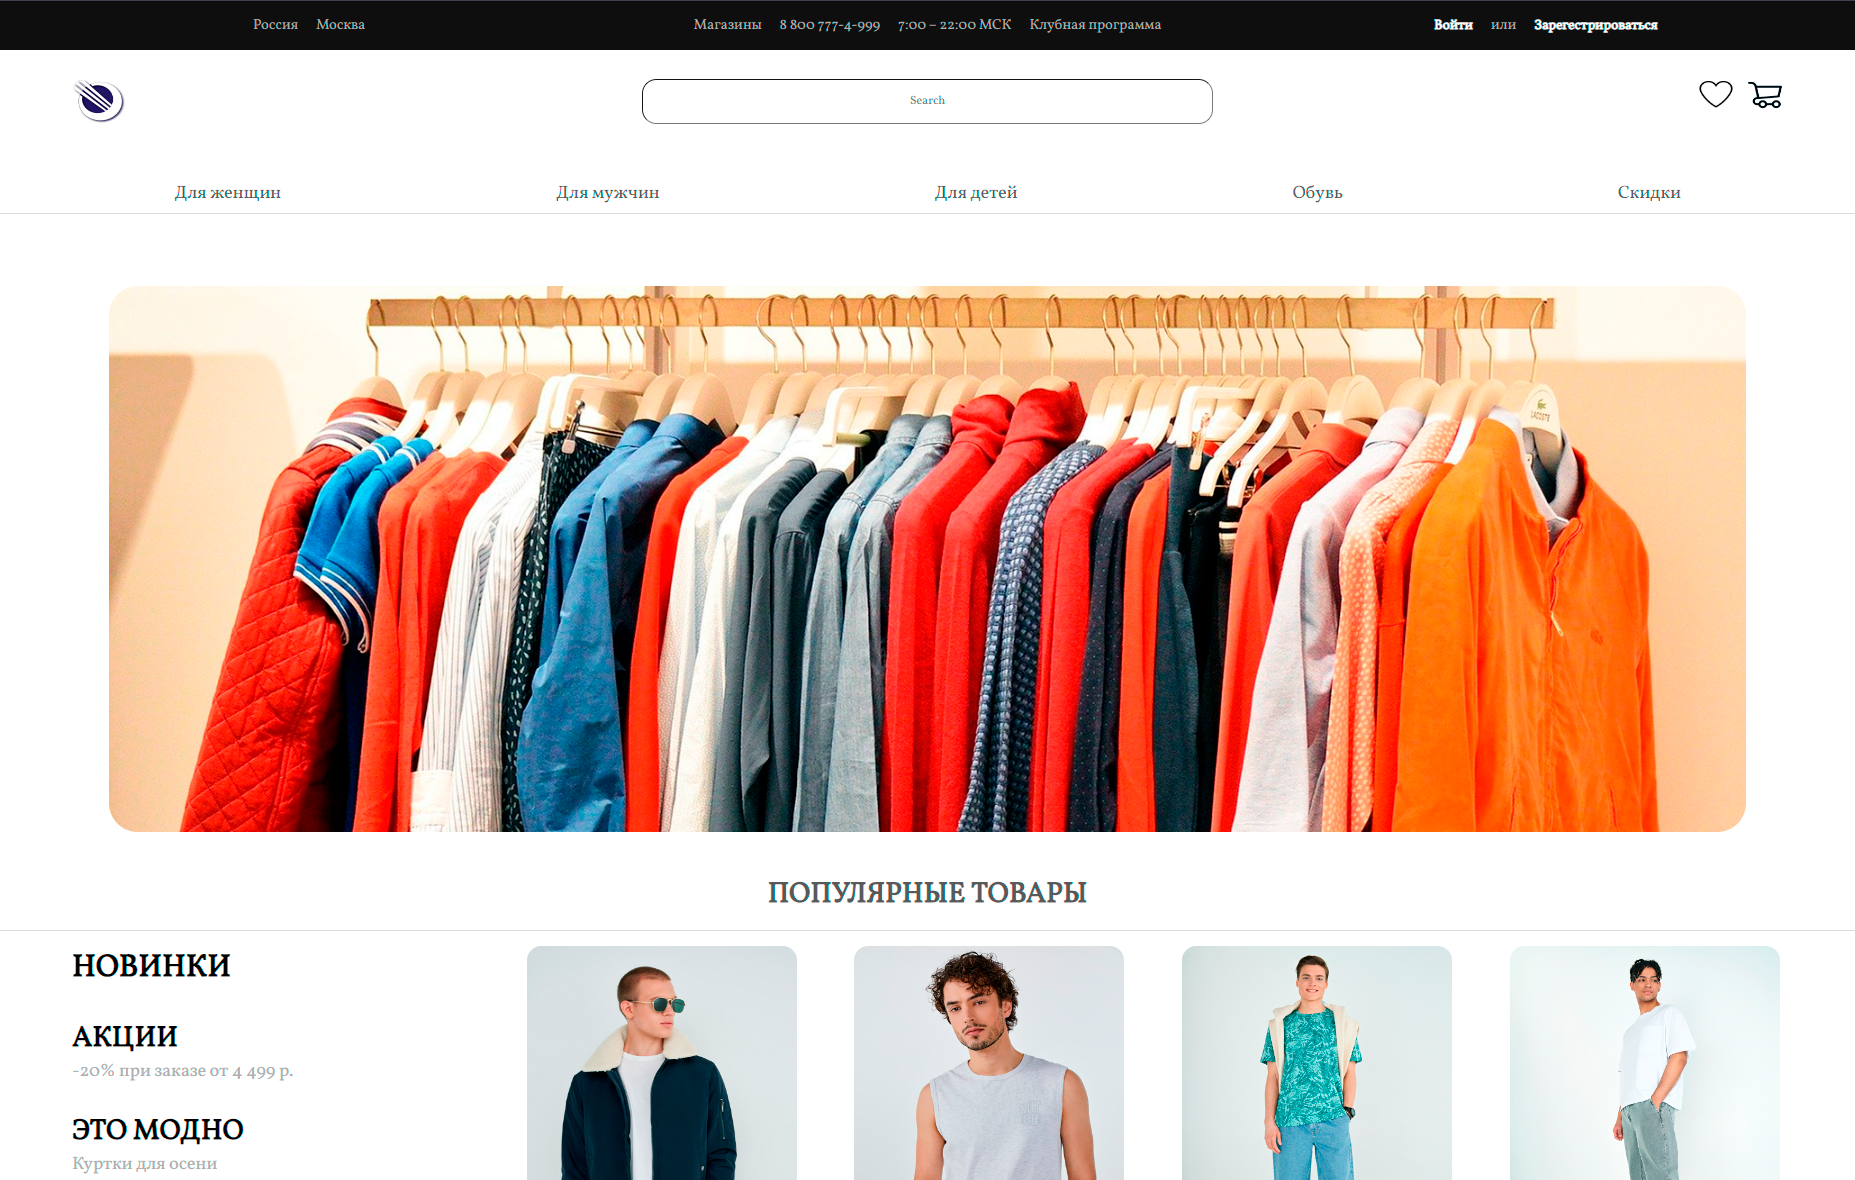 Россия Москва Магазины 8 800 777-4-999 7:00 – 22:00 МСК Клубная программа Войти или Зарегестрироваться
Search
Для женщин Для мужчин Для детей Обувь Скидки
LACOSTE
ПОПУЛЯРНЫЕ ТОВАРЫ
НОВИНКИ
АКЦИИ
-20% при заказе от 4 499 р.
ЭТО МОДНО
Куртки для осени